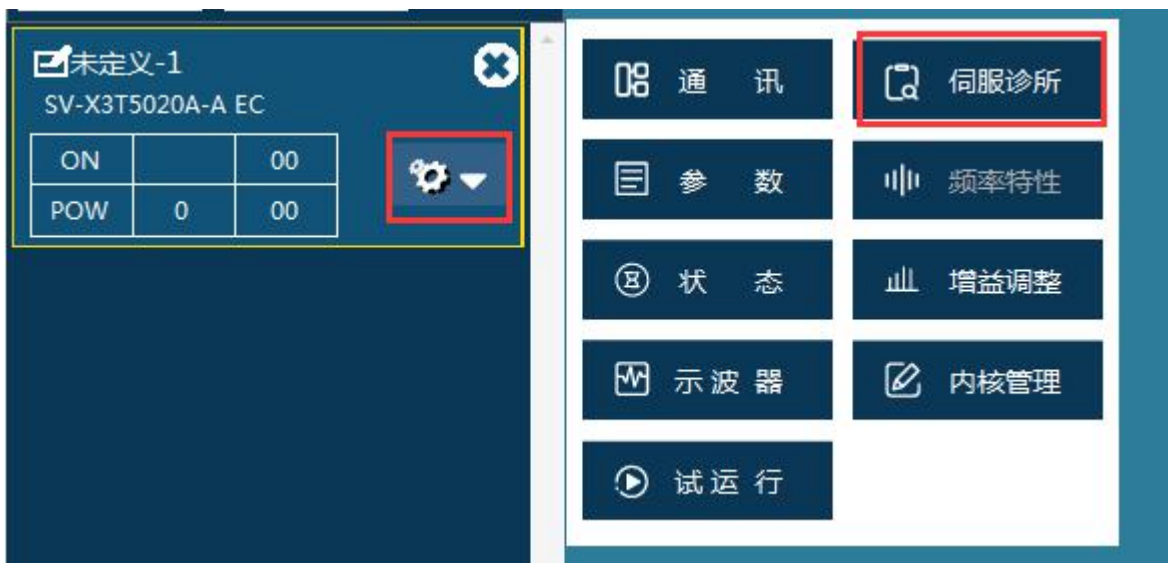 未定义-1
SV-X3T5020A-A EC
ON 00
POW 0 00
通 讯
伺服诊所
参 数
频率特性
状 态
增益调整
示波器
内核管理
试运行